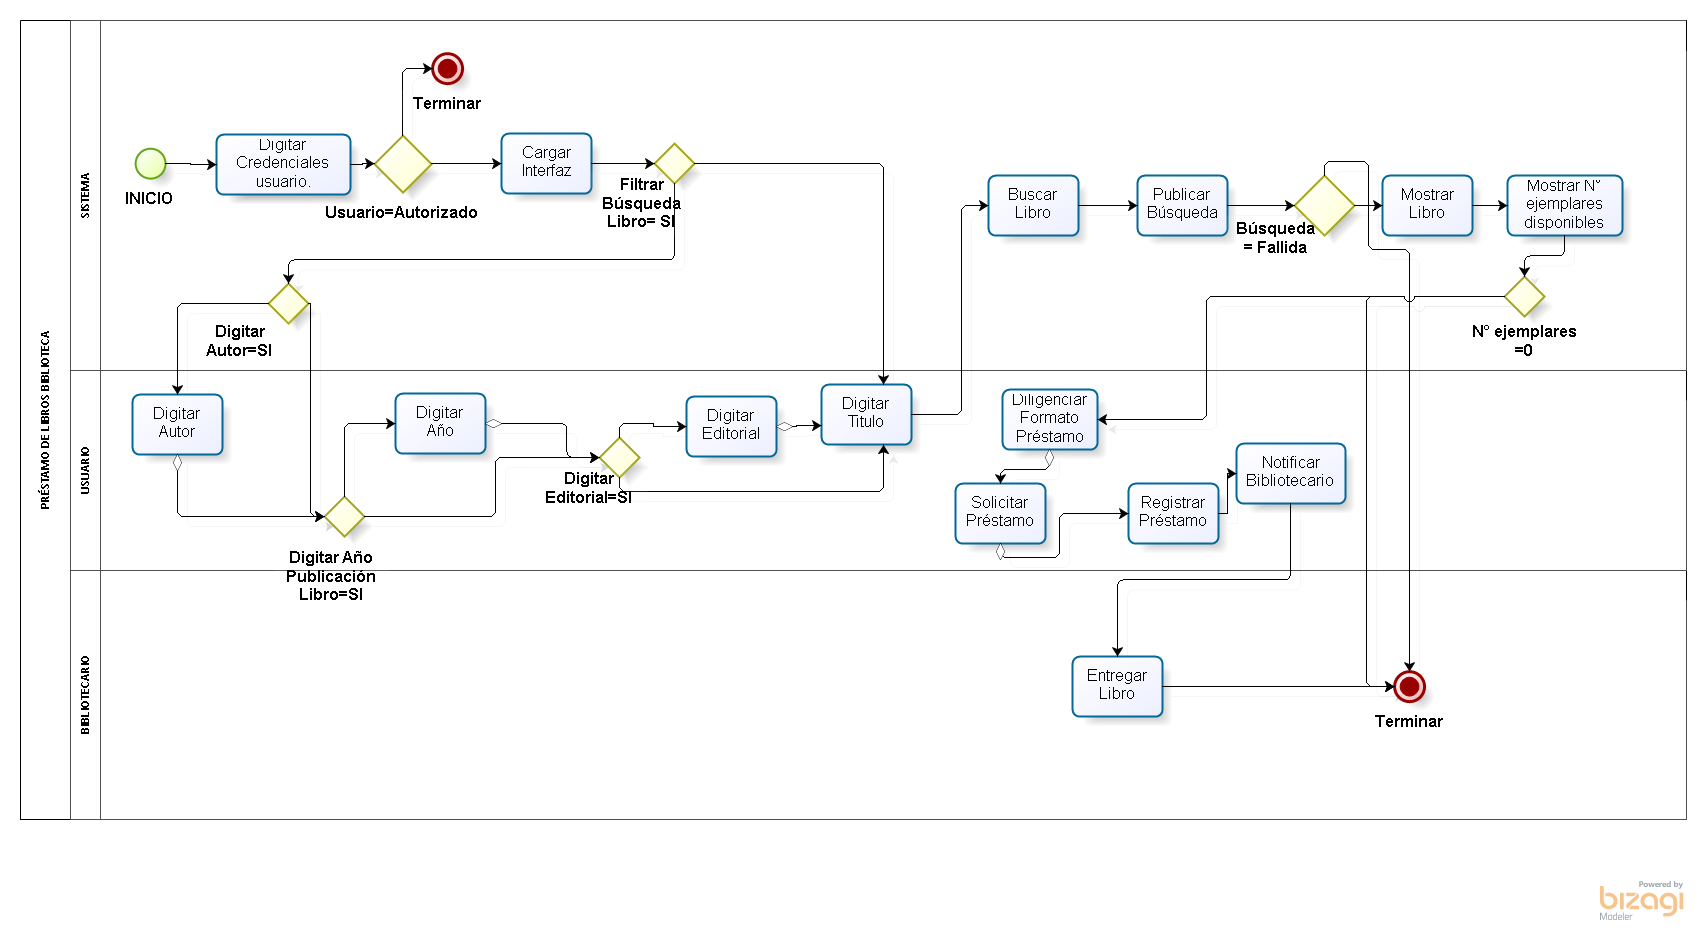 PRÉSTAMO DE LIBROS BIBLIOTECA
SISTEMA
INICIO
Digitar
Credenciales
usuario.
Usuario=Autorizado
Terminar
Cargar
Interfaz
Filtrar
Búsqueda
Libro= SI
Buscar
Libro
Publicar
Búsqueda
Búsqueda
= Fallida
Mostrar
Libro
Mostrar Nº
ejemplares
disponibles
Nº ejemplares
=0
Digitar
Autor=SI
USUARIO
Digitar
Autor
Digitar Año
Publicación
Libro=SI
Digitar
Año
Digitar
Editorial=SI
Digitar
Editorial
Digitar
Titulo
Diligenciar
Formato
Préstamo
Solicitar
Préstamo
Registrar
Préstamo
Notificar
Bibliotecario
BIBLIOTECARIO
Entregar
Libro
Terminar
Powered by
bizagi
Modeler